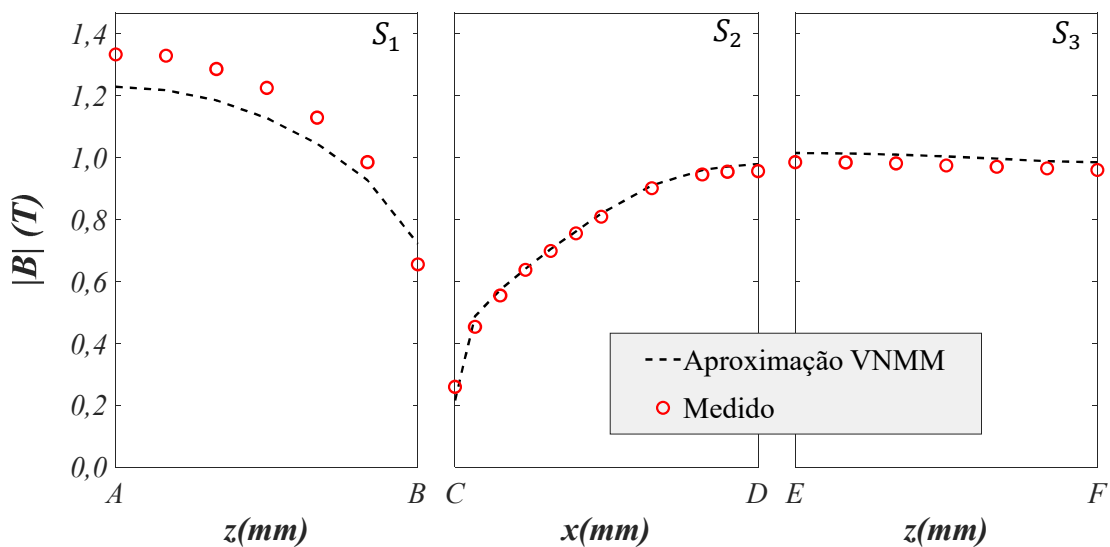 S₁
S₂
S₃
|B| (T)
1,4
1,2
1,0
0,8
0,6
0,4
0,2
0,0
Aproximação VNMM
Medido
A
B
C
D
E
F
z(mm)
x(mm)
z(mm)